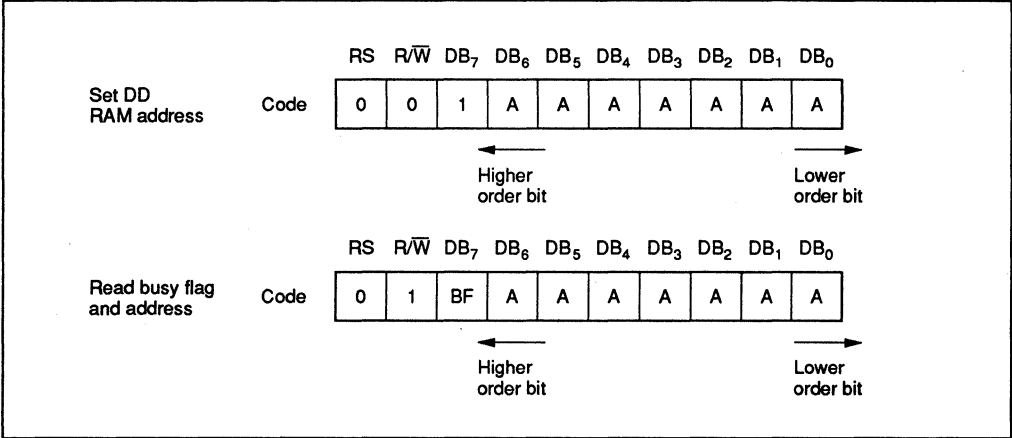 RS R/W̅ DB₇ DB₆ DB₅ DB₄ DB₃ DB₂ DB₁ DB₀
Set DD
RAM address
Code 0 0 1 A A A A A A A
Higher
order bit
Lower
order bit
RS R/W̅ DB₇ DB₆ DB₅ DB₄ DB₃ DB₂ DB₁ DB₀
Read busy flag
and address
Code 0 1 BF A A A A A A A
Higher
order bit
Lower
order bit